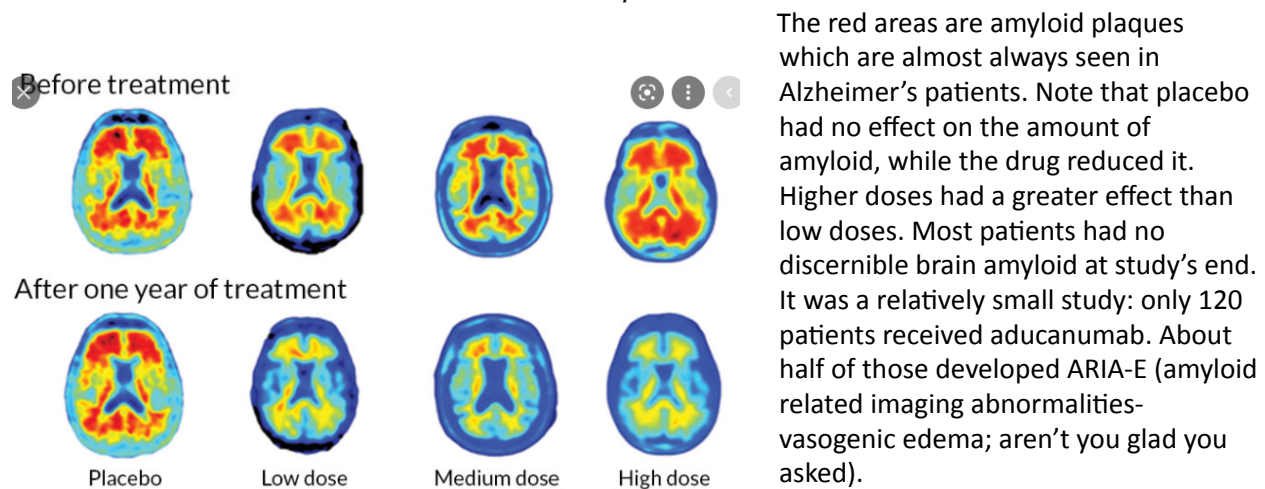 Before treatment
After one year of treatment
Placebo
Low dose
Medium dose
High dose
The red areas are amyloid plaques
which are almost always seen in
Alzheimer’s patients. Note that placebo
had no effect on the amount of
amyloid, while the drug reduced it.
Higher doses had a greater effect than
low doses. Most patients had no
discernible brain amyloid at study’s end.
It was a relatively small study: only 120
patients received aducanumab. About
half of those developed ARIA-E (amyloid
related imaging abnormalities-
vasogenic edema; aren’t you glad you
asked).